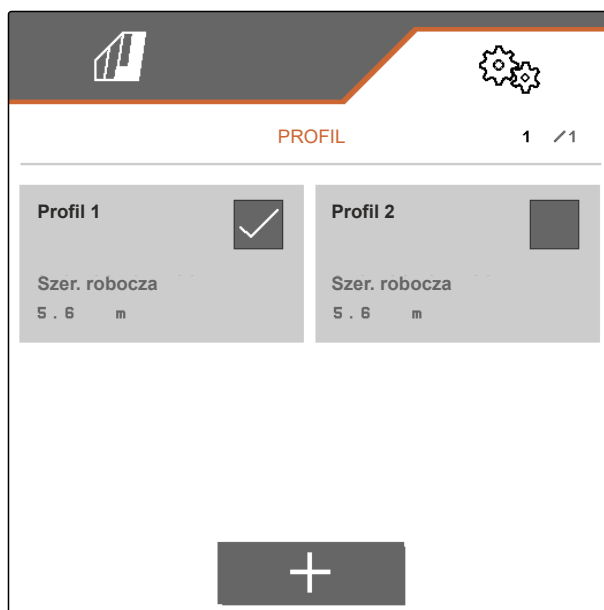 PROFIL 1 /1
Profil 1
Szer. robocza
5.6 m
Profil 2
Szer. robocza
5.6 m